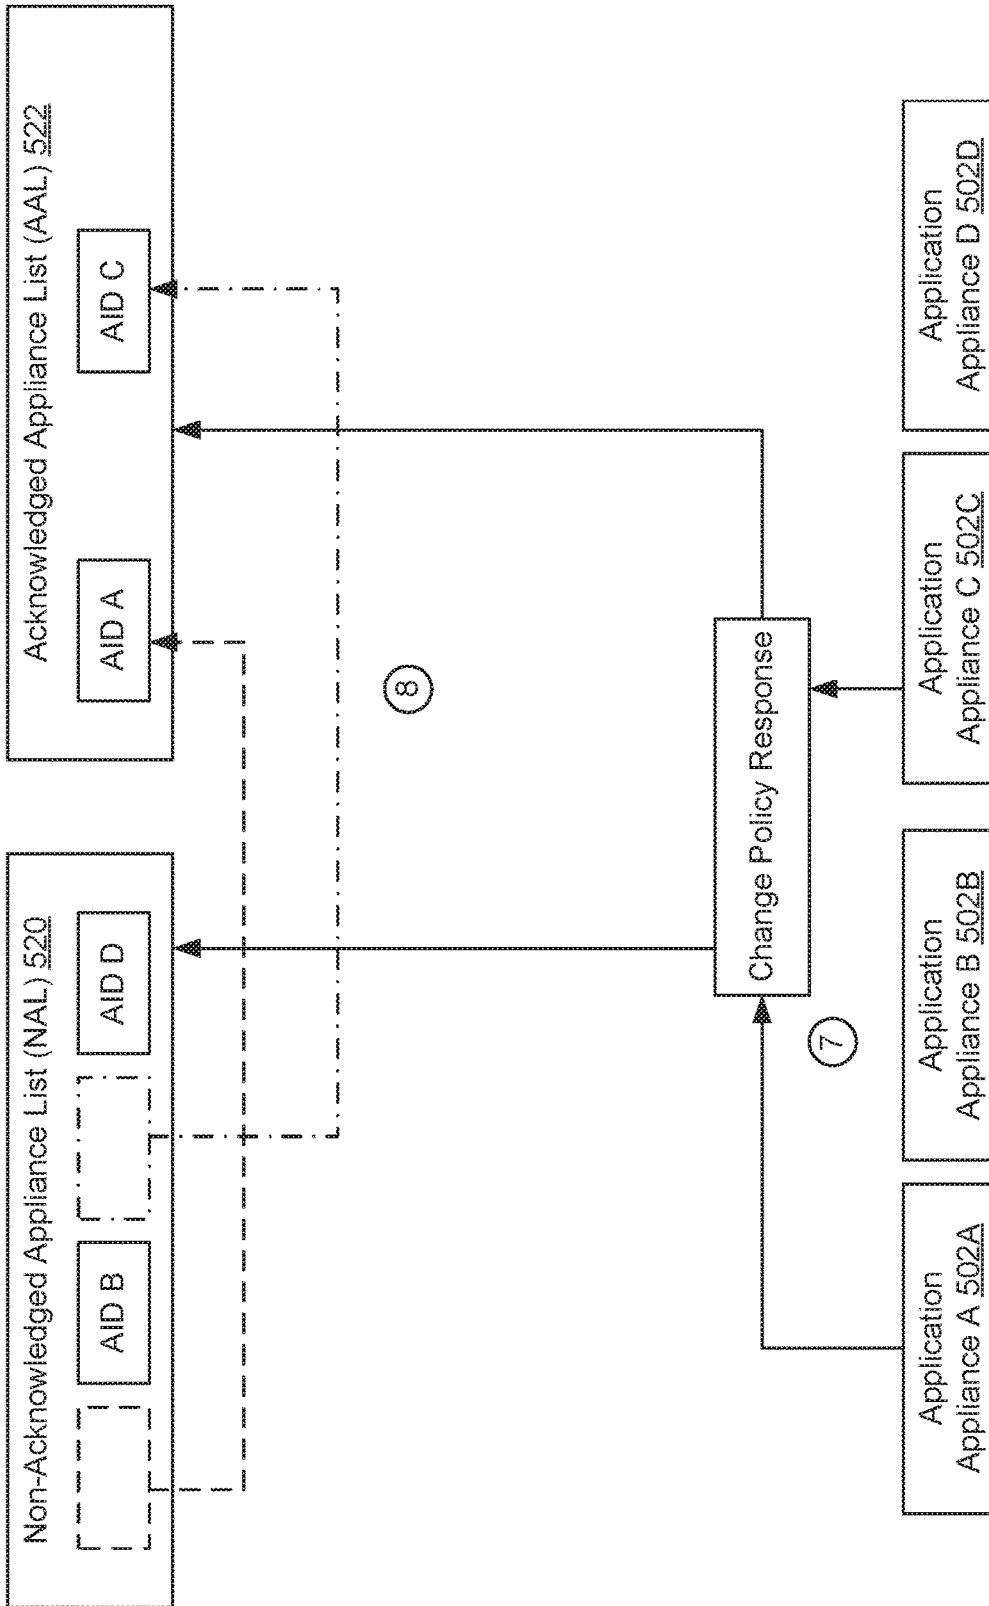 Non-Acknowledged Appliance List (NAL) 520
AID B
AID D
Acknowledged Appliance List (AAL) 522
AID A
AID C
8
Change Policy Response
7
Application
Appliance A 502A
Application
Appliance B 502B
Application
Appliance C 502C
Application
Appliance D 502D